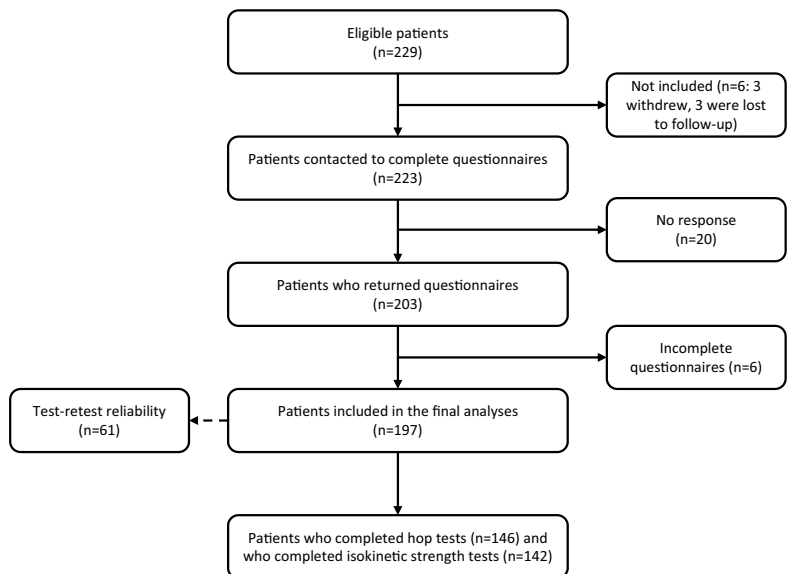 Eligible patients
(n=229)
Not included (n=6: 3
withdrew, 3 were lost
to follow-up)
Patients contacted to complete questionnaires
(n=223)
No response
(n=20)
Patients who returned questionnaires
(n=203)
Incomplete
questionnaires (n=6)
Test-retest reliability
(n=61)
Patients included in the final analyses
(n=197)
Patients who completed hop tests (n=146) and
who completed isokinetic strength tests (n=142)